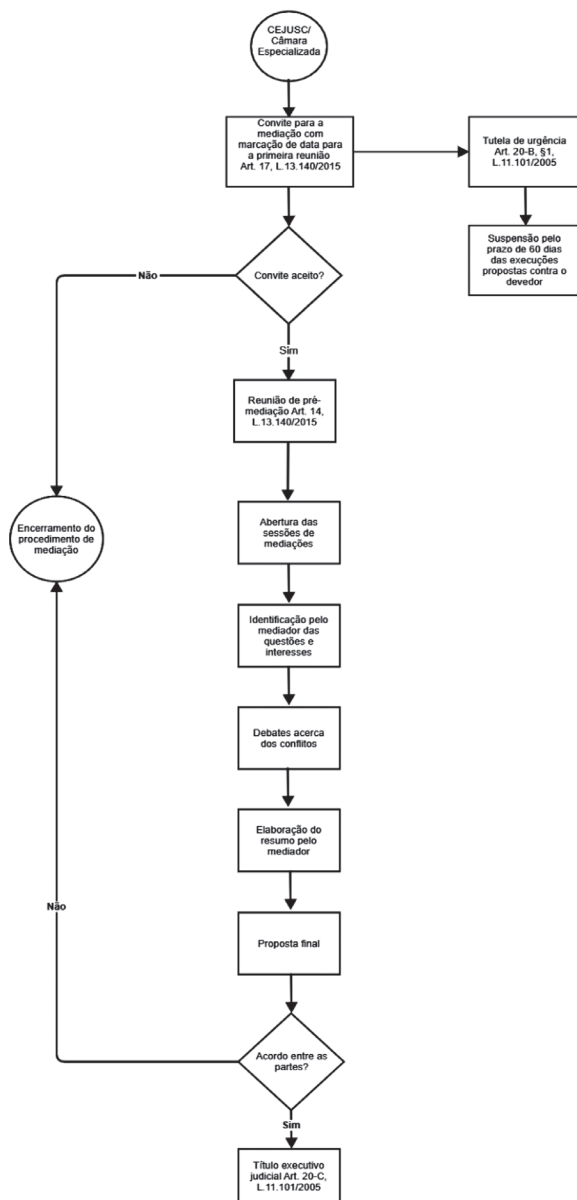 CEJUSC/
Câmara
Especializada
Convite para a
mediação com
marcação de data para
a primeira reunião
Art. 17, L.13.140/2015
Tutela de urgência
Art. 20-B, §1,
L.11.101/2005
Suspensão pelo
prazo de 60 dias
das execuções
propostas contra o
devedor
Convite aceito?
Não
Sim
Reunião de pré-
mediação Art. 14,
L.13.140/2015
Encerramento do
procedimento de
mediação
Abertura das
sessões de
mediações
Identificação pelo
mediador das
questões e
interesses
Debates acerca
dos conflitos
Elaboração do
resumo pelo
mediador
Não
Proposta final
Acordo entre as
partes?
Sim
Título executivo
judicial Art. 20-C,
L.11.101/2005